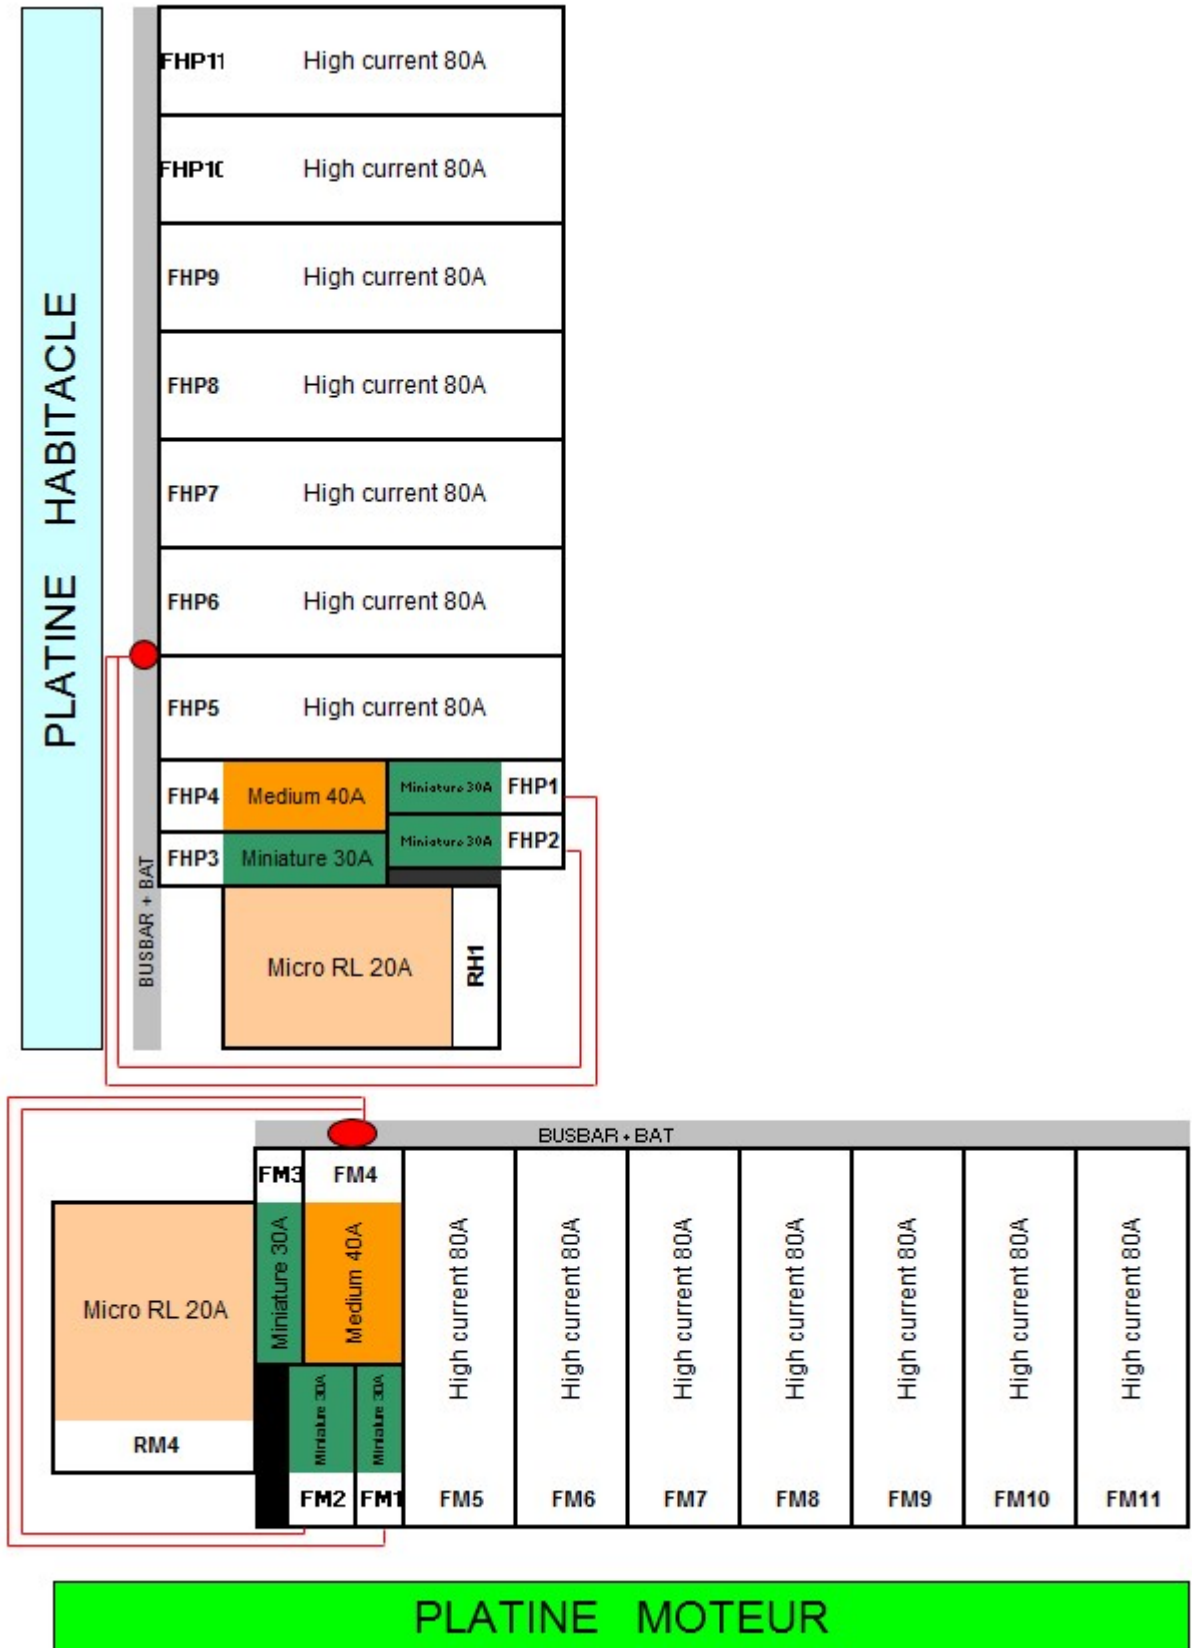 PLATINE HABITACLE
FHP11 High current 80A
FHP10 High current 80A
FHP9 High current 80A
FHP8 High current 80A
FHP7 High current 80A
FHP6 High current 80A
FHP5 High current 80A
FHP4 Medium 40A
Miniature 30A FHP1
Miniature 30A FHP2
FHP3 Miniature 30A
BUSBAR + BAT
Micro RL 20A
RH1
BUSBAR + BAT
FM3
FM4
Micro RL 20A
RM4
Miniature 30A
Medium 40A
Miniature 30A
Miniature 30A
High current 80A
High current 80A
High current 80A
High current 80A
High current 80A
High current 80A
High current 80A
FM2 FM1 FM5 FM6 FM7 FM8 FM9 FM10 FM11
PLATINE MOTEUR